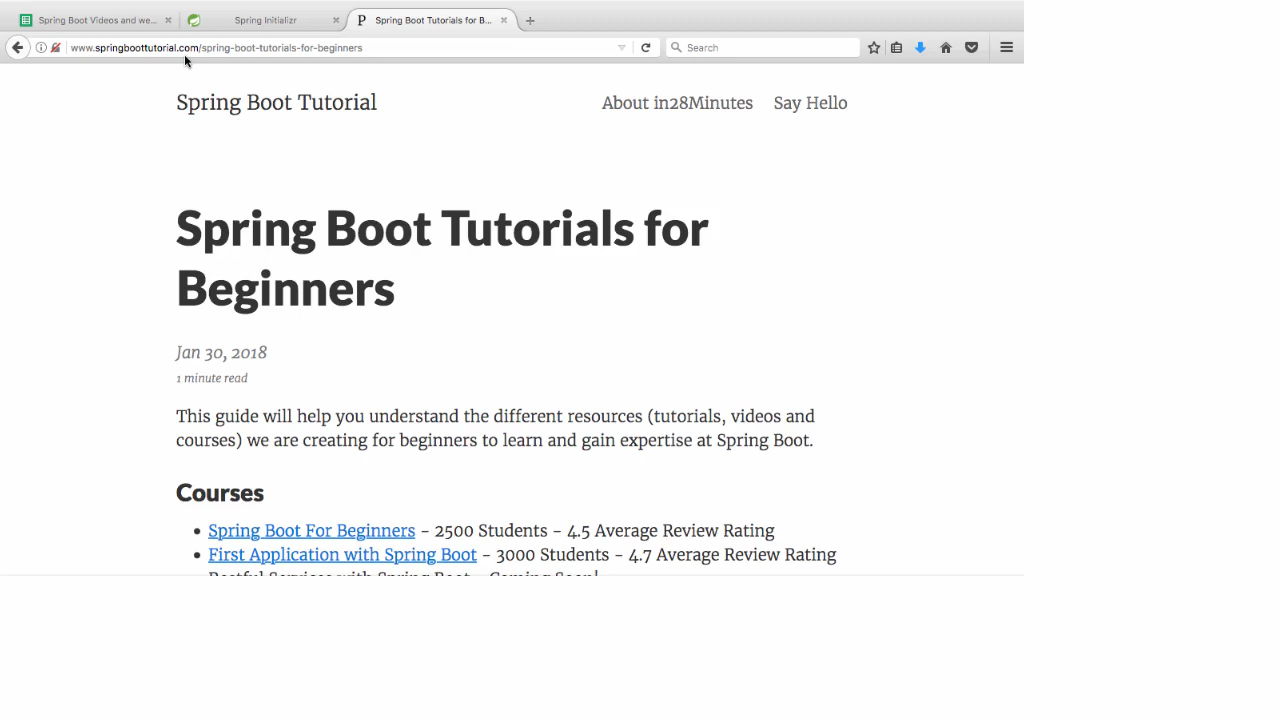 Spring Boot Videos and we...
Spring Initializr
P Spring Boot Tutorials for B...
www.springboottutorial.com/spring-boot-tutorials-for-beginners
Search
Spring Boot Tutorial
About in28Minutes
Say Hello
Spring Boot Tutorials for
Beginners
Jan 30, 2018
1 minute read
This guide will help you understand the different resources (tutorials, videos and
courses) we are creating for beginners to learn and gain expertise at Spring Boot.
Courses
• Spring Boot For Beginners - 2500 Students - 4.5 Average Review Rating
• First Application with Spring Boot - 3000 Students - 4.7 Average Review Rating
Restful Services with Spring Boot - Coming Soon!